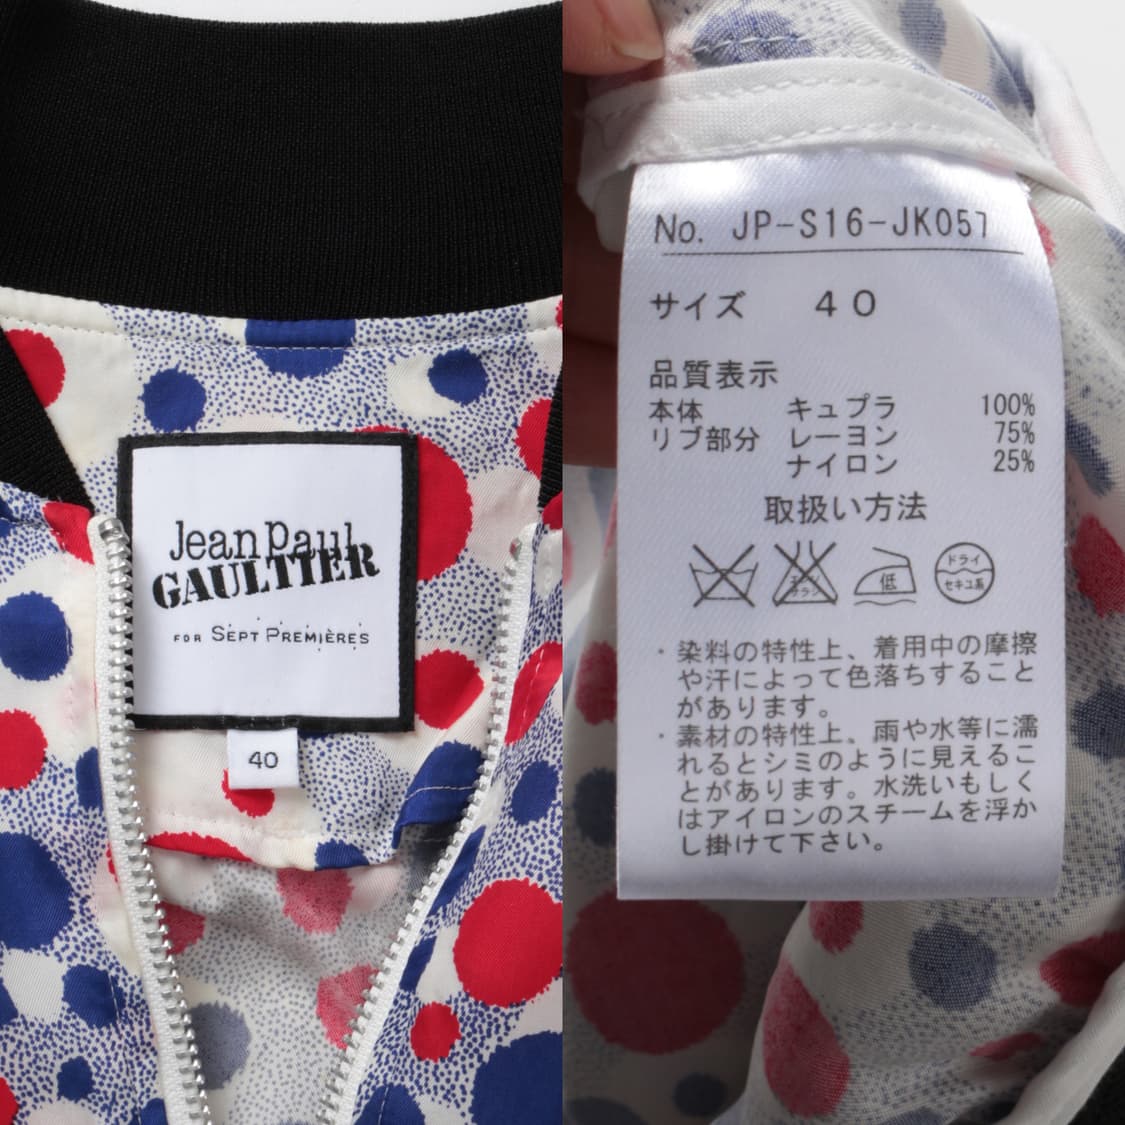 Jean Paul
GAULTIER
FOR SEPT PREMIÈRES
40
No. JP-S16-JK057
サイズ 40
品質表示
本体 キュプラ 100%
リブ部分 レーヨン 75%
ナイロン 25%
取扱い方法
エンソ サラシ 低 ドライ セキユ系
・染料の特性上、着用中の摩擦
や汗によって色落ちすること
があります。
・素材の特性上、雨や水等に濡
れるとシミのように見えるこ
とがあります。水洗いもしく
はアイロンのスチームを浮か
し掛けて下さい。